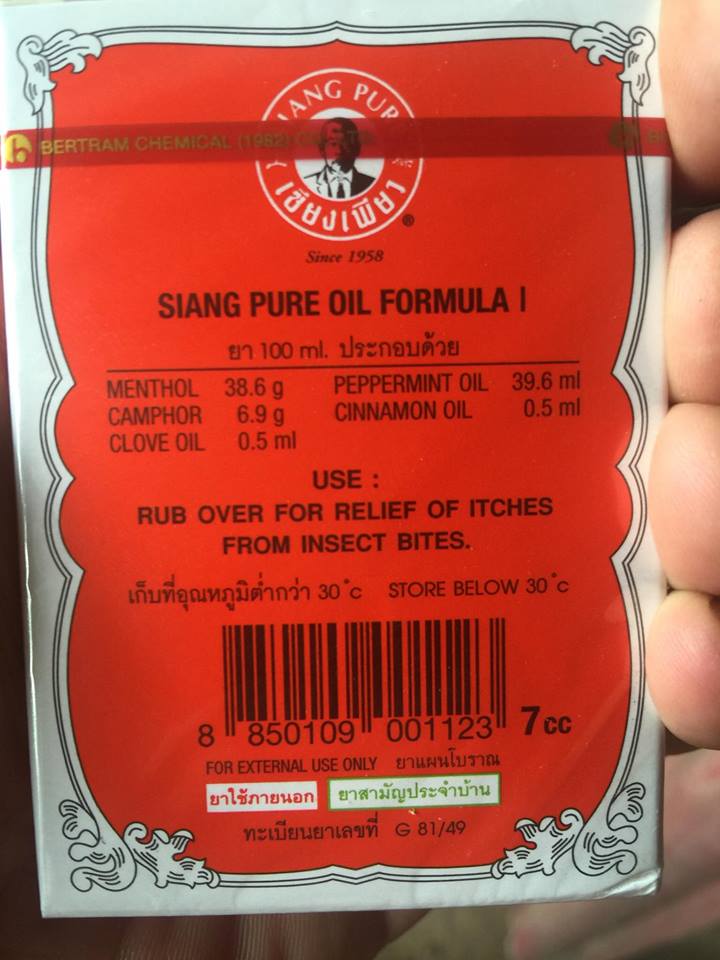 BERTRAM CHEMICAL (1982)
SIANG PURE
เซียงเพียว ®
Since 1958
SIANG PURE OIL FORMULA I
ยา 100 ml. ประกอบด้วย
MENTHOL 38.6 g PEPPERMINT OIL 39.6 ml
CAMPHOR 6.9 g CINNAMON OIL 0.5 ml
CLOVE OIL 0.5 ml
USE :
RUB OVER FOR RELIEF OF ITCHES
FROM INSECT BITES.
เก็บที่อุณหภูมิต่ำกว่า 30°c STORE BELOW 30°c
8 850109 001123 7cc
FOR EXTERNAL USE ONLY ยาแผนโบราณ
ยาใช้ภายนอก ยาสามัญประจำบ้าน
ทะเบียนยาเลขที่ G 81/49